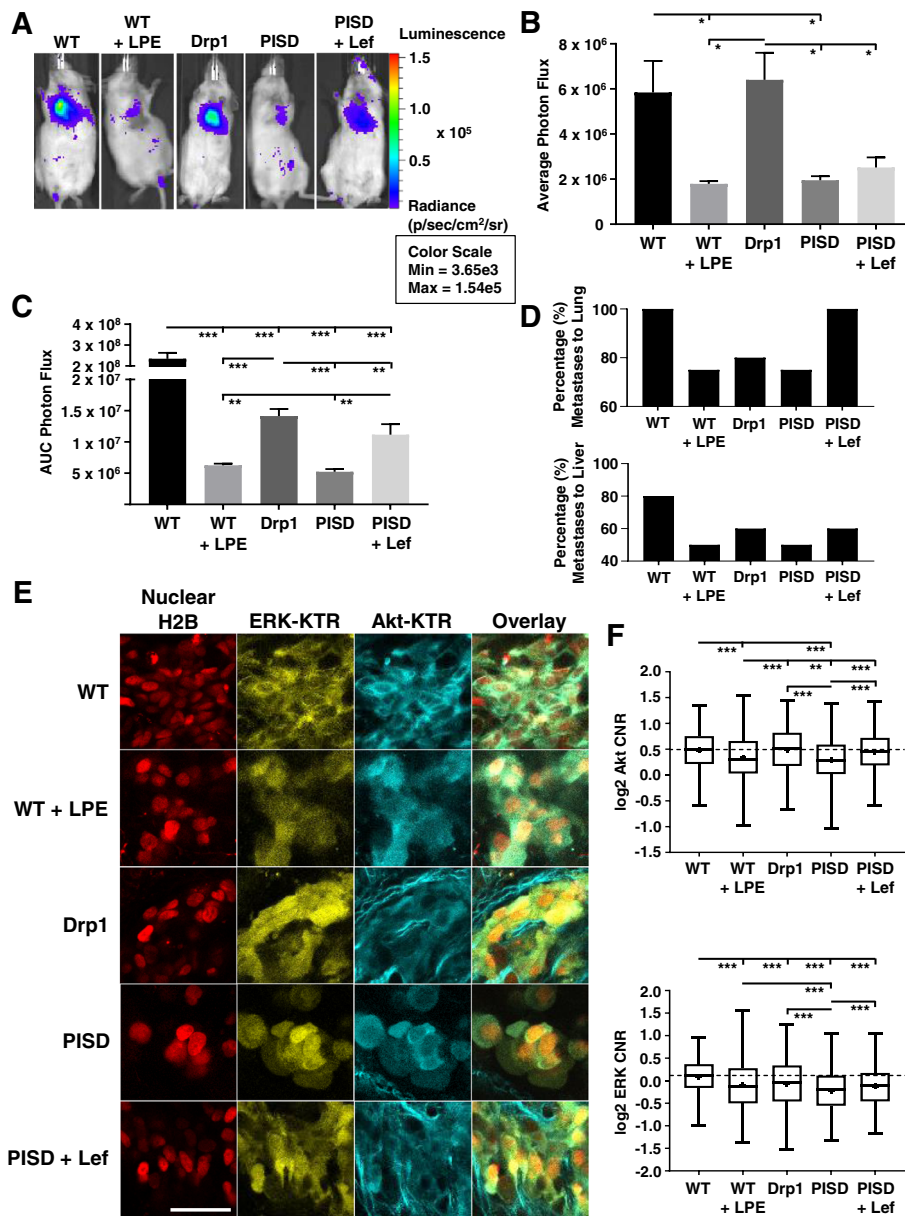 A
WT
WT
+ LPE
Drp1
PISD
PISD
+ Lef
Luminescence
1.5
1.0
x 10⁵
0.5
Radiance
(p/sec/cm²/sr)
Color Scale
Min = 3.65e3
Max = 1.54e5
B
Average Photon Flux
8 x 10⁶
6 x 10⁶
4 x 10⁶
2 x 10⁶
0
*
*
*
*
*
WT
WT
+ LPE
Drp1
PISD
PISD
+ Lef
C
AUC Photon Flux
4 x 10⁸
3 x 10⁸
2 x 10⁸
2 x 10⁷
1.5 x 10⁷
1 x 10⁷
5 x 10⁶
*** *** *** ***
*** *** **
** **
WT
WT
+ LPE
Drp1
PISD
PISD
+ Lef
D
Percentage (%)
Metastases to Lung
100
80
60
WT
WT
+ LPE
Drp1
PISD
PISD
+ Lef
Percentage (%)
Metastases to Liver
100
80
60
40
WT
WT
+ LPE
Drp1
PISD
PISD
+ Lef
E
Nuclear
H2B
ERK-KTR
Akt-KTR
Overlay
WT
WT + LPE
Drp1
PISD
PISD + Lef
F
log2 Akt CNR
2.0
1.5
1.0
0.5
0.0
-0.5
-1.0
-1.5
*** ***
*** ** ***
*** ***
WT
WT
+ LPE
Drp1
PISD
PISD
+ Lef
log2 ERK CNR
2.0
1.5
1.0
0.5
0.0
-0.5
-1.0
-1.5
-2.0
*** *** *** ***
***
*** ***
WT
WT
+ LPE
Drp1
PISD
PISD
+ Lef